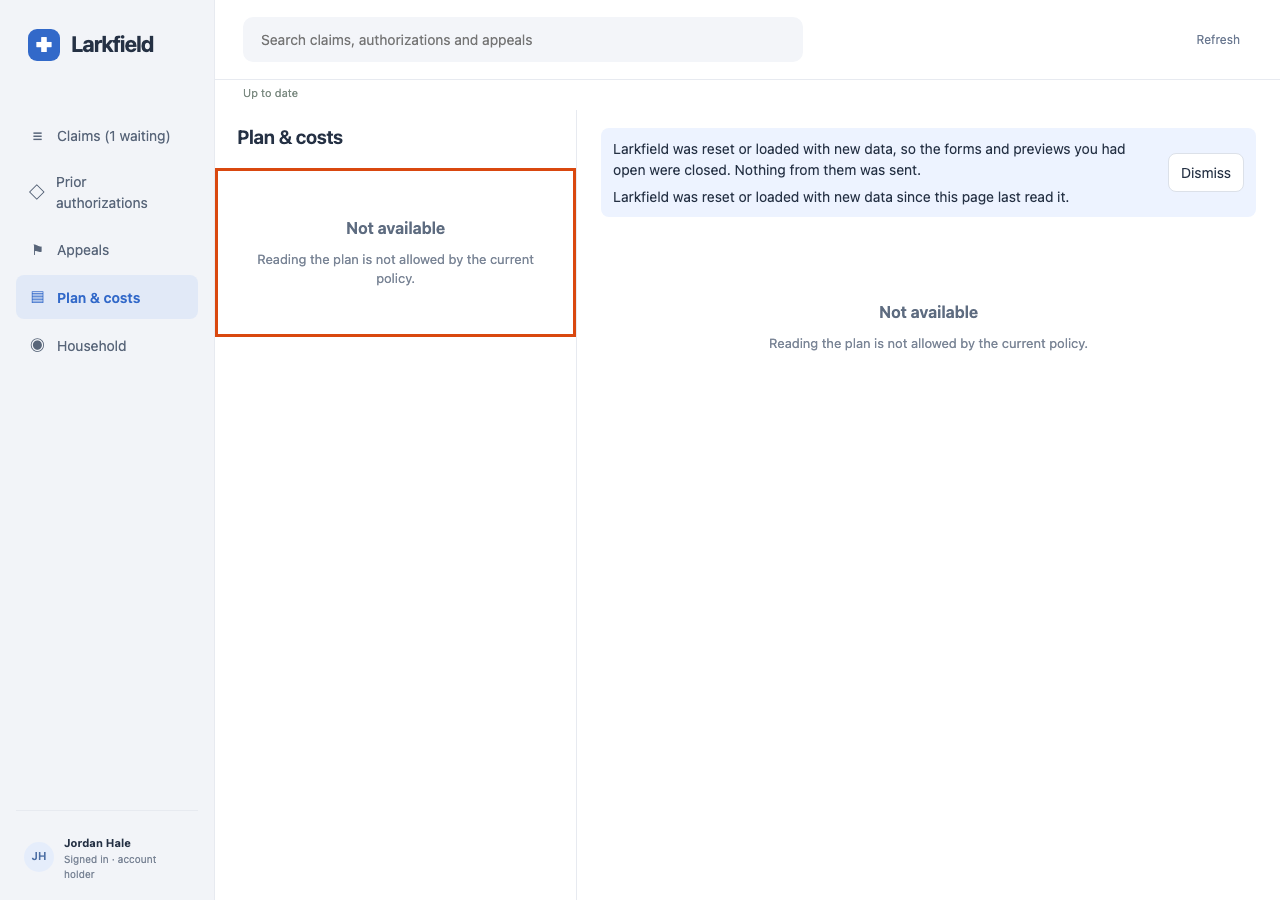 Larkfield
Search claims, authorizations and appeals
Refresh
Up to date
Claims (1 waiting)
Prior
authorizations
Appeals
Plan & costs
Household
Plan & costs
Not available
Reading the plan is not allowed by the current
policy.
Larkfield was reset or loaded with new data, so the forms and previews you had
open were closed. Nothing from them was sent.
Larkfield was reset or loaded with new data since this page last read it.
Dismiss
Not available
Reading the plan is not allowed by the current policy.
JH
Jordan Hale
Signed in · account
holder